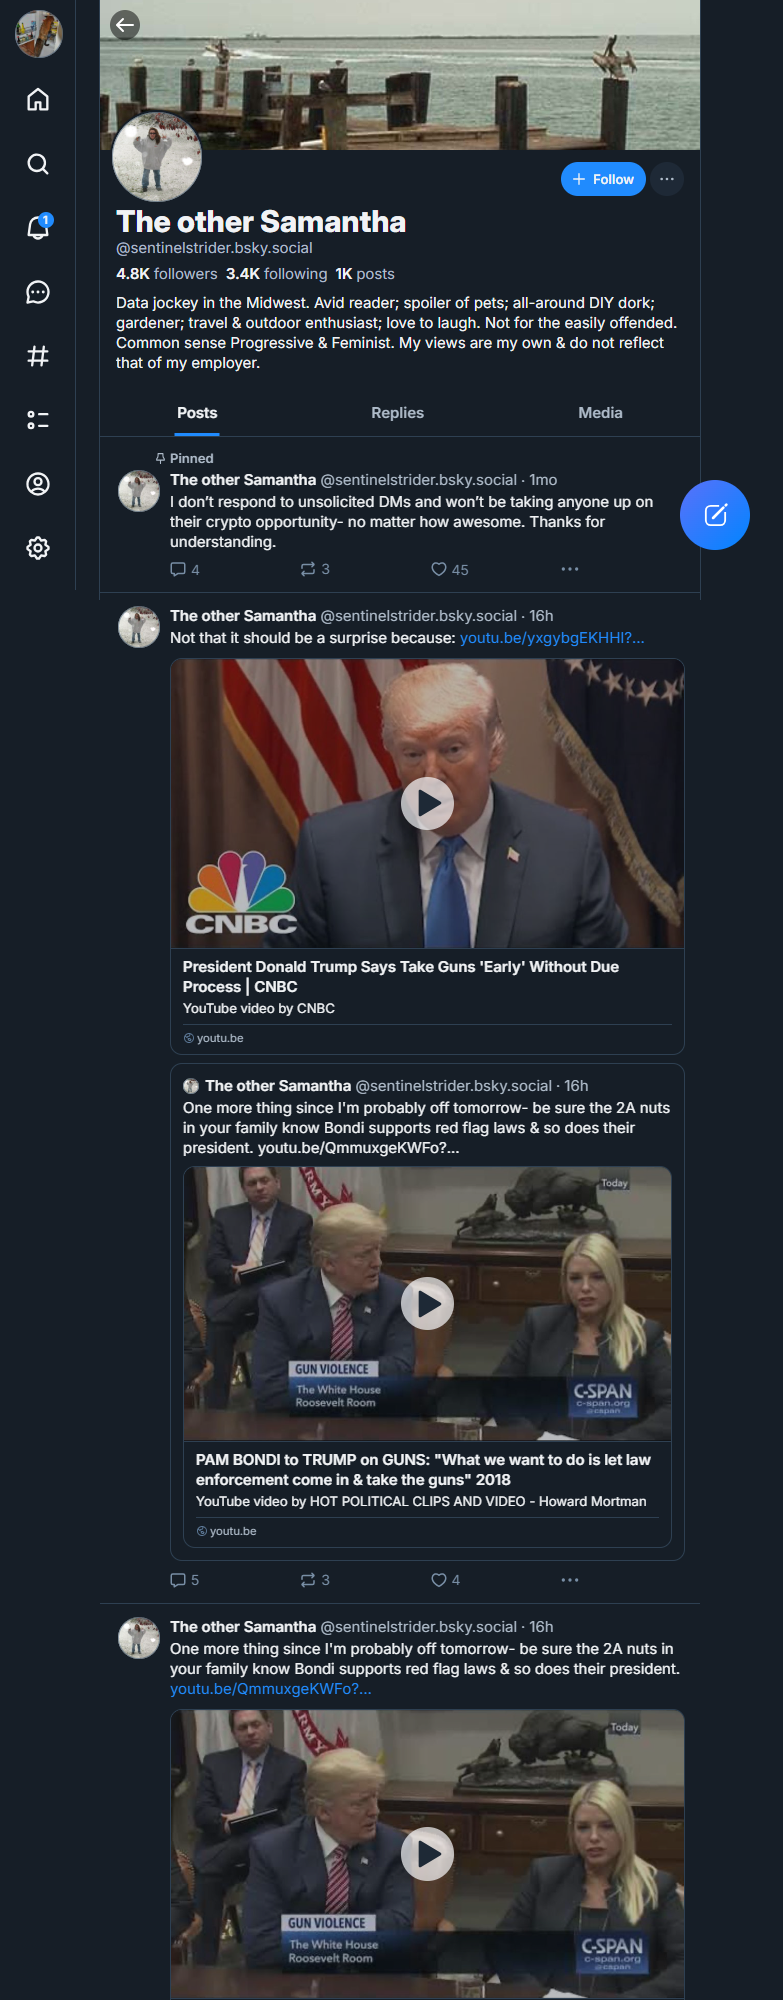 + Follow
The other Samantha
@sentinelstrider.bsky.social
4.8K followers 3.4K following 1K posts
Data jockey in the Midwest. Avid reader; spoiler of pets; all-around DIY dork;
gardener; travel & outdoor enthusiast; love to laugh. Not for the easily offended.
Common sense Progressive & Feminist. My views are my own & do not reflect
that of my employer.
Posts Replies Media
Pinned
The other Samantha @sentinelstrider.bsky.social · 1mo
I don’t respond to unsolicited DMs and won’t be taking anyone up on
their crypto opportunity- no matter how awesome. Thanks for
understanding.
4 3 45
1
The other Samantha @sentinelstrider.bsky.social · 16h
Not that it should be a surprise because: youtu.be/yxgybgEKHHI?...
CNBC
President Donald Trump Says Take Guns 'Early' Without Due
Process | CNBC
YouTube video by CNBC
youtu.be
The other Samantha @sentinelstrider.bsky.social · 16h
One more thing since I'm probably off tomorrow- be sure the 2A nuts
in your family know Bondi supports red flag laws & so does their
president. youtu.be/QmmuxgeKWFo?...
ARMY
Today
GUN VIOLENCE
The White House
Roosevelt Room
C-SPAN
c-span.org
@cspan
PAM BONDI to TRUMP on GUNS: "What we want to do is let law
enforcement come in & take the guns" 2018
YouTube video by HOT POLITICAL CLIPS AND VIDEO - Howard Mortman
youtu.be
5 3 4
The other Samantha @sentinelstrider.bsky.social · 16h
One more thing since I'm probably off tomorrow- be sure the 2A nuts in
your family know Bondi supports red flag laws & so does their president.
youtu.be/QmmuxgeKWFo?...
ARMY
Today
GUN VIOLENCE
The White House
Roosevelt Room
C-SPAN
c-span.org
@cspan